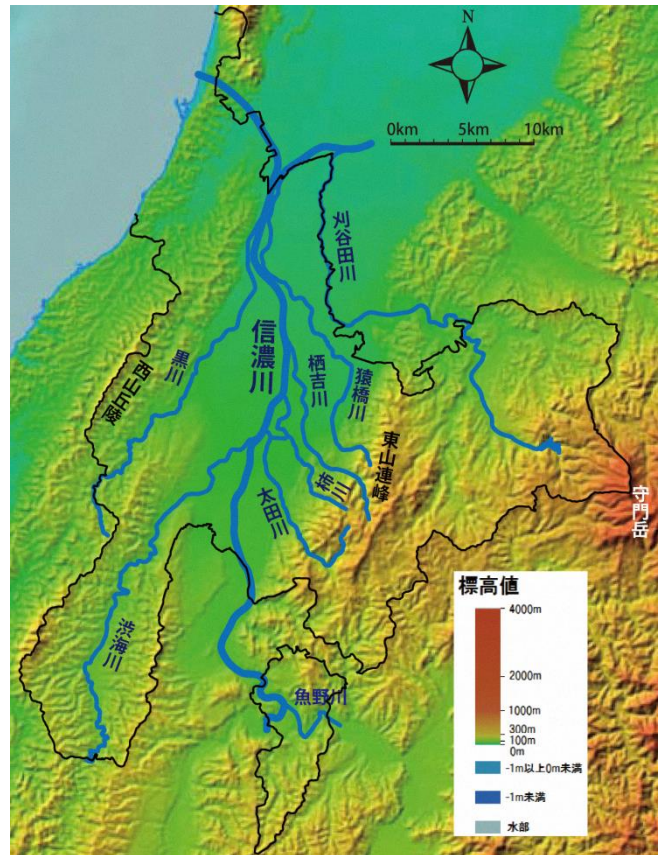 N
0km 5km 10km
刈谷田川
信濃川
黒川
西山丘陵
栖吉川
猿橋川
東山連峰
柿川
太田川
守門岳
渋海川
魚野川
標高値
4000m
2000m
1000m
300m
100m
0m
-1m以上0m未満
-1m未満
水部